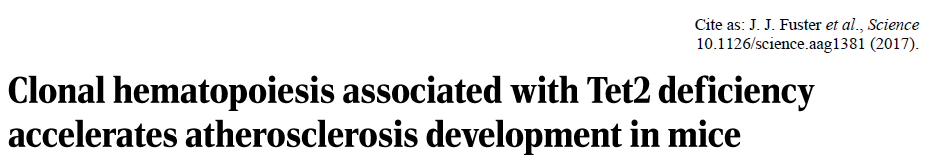 Cite as: J. J. Fuster et al., Science
10.1126/science.aag1381 (2017).
Clonal hematopoiesis associated with Tet2 deficiency
accelerates atherosclerosis development in mice